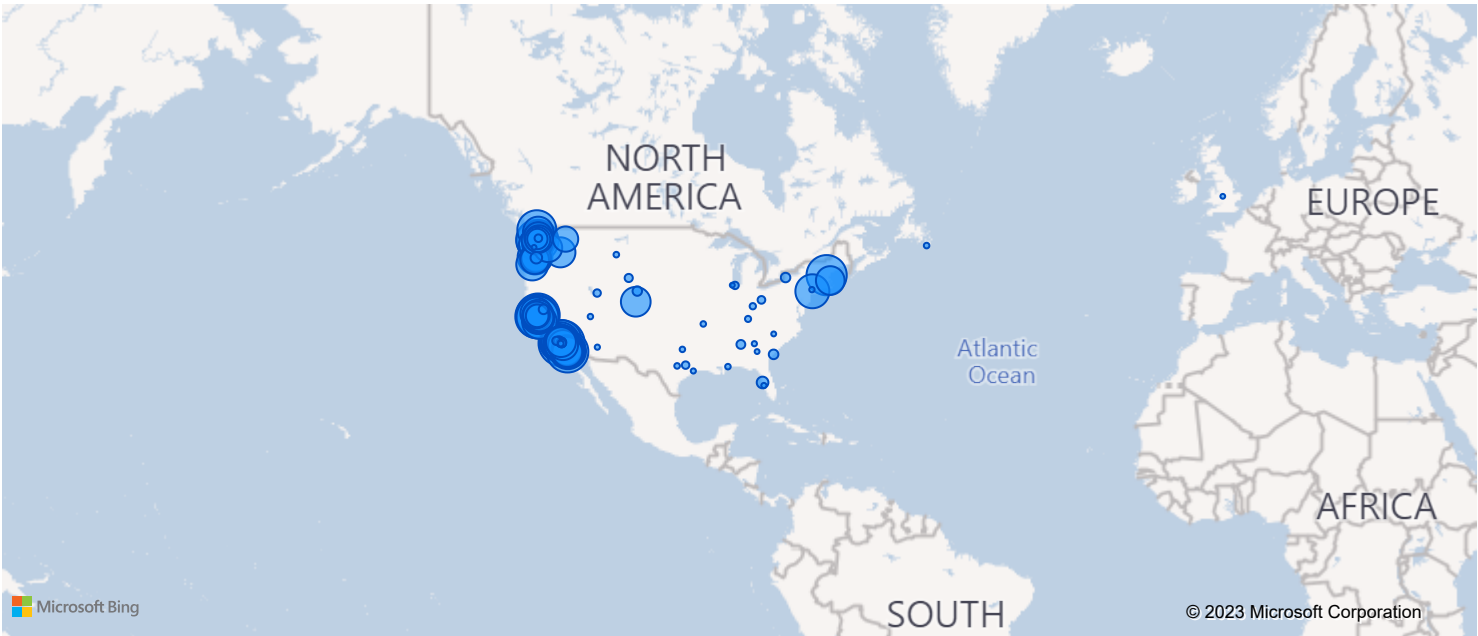 NORTH
AMERICA
EUROPE
Atlantic
Ocean
AFRICA
SOUTH
Microsoft Bing
© 2023 Microsoft Corporation